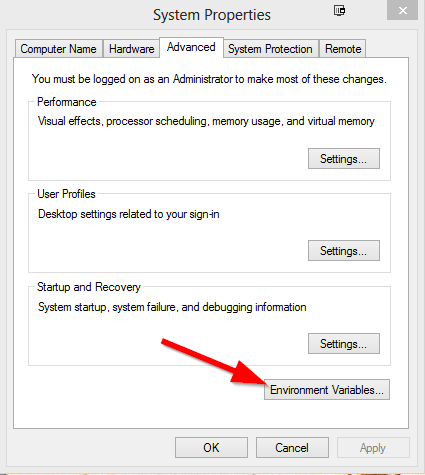 System Properties
Computer Name Hardware Advanced System Protection Remote
You must be logged on as an Administrator to make most of these changes.
Performance
Visual effects, processor scheduling, memory usage, and virtual memory
Settings...
User Profiles
Desktop settings related to your sign-in
Settings...
Startup and Recovery
System startup, system failure, and debugging information
Settings...
Environment Variables...
OK Cancel Apply